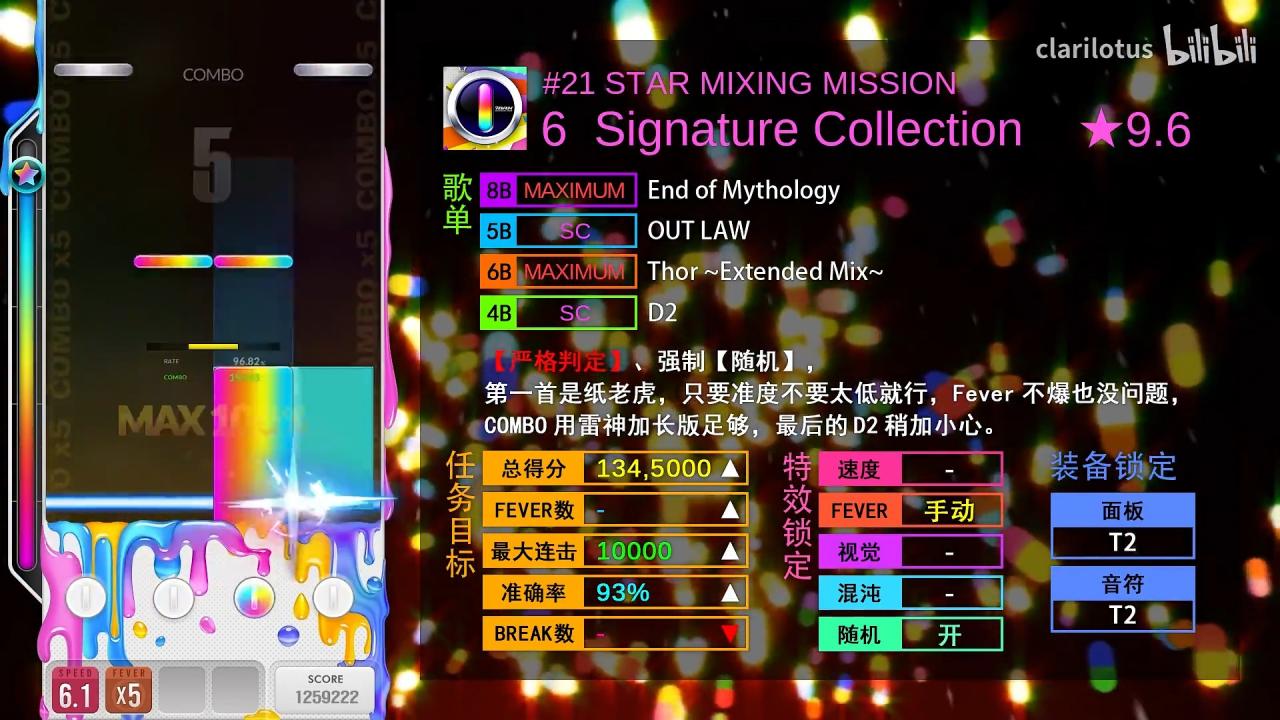 clarilotus bilibili
COMBO
5
COMBO x5
RATE 96.82%
COMBO
MAX 100%
SPEED 6.1
FEVER x5
SCORE
1259222
#21 STAR MIXING MISSION
6 Signature Collection ★9.6
歌单
8B MAXIMUM End of Mythology
5B SC OUT LAW
6B MAXIMUM Thor ~Extended Mix~
4B SC D2
【严格判定】、强制【随机】,
第一首是纸老虎，只要准度不要太低就行，Fever 不爆也没问题，
COMBO 用雷神加长版足够，最后的 D2 稍加小心。
任务目标
总得分 134,5000 ▲
FEVER数 - ▲
最大连击 10000 ▲
准确率 93% ▲
BREAK数 - ▼
特效锁定
速度 -
FEVER 手动
视觉 -
混沌 -
随机 开
装备锁定
面板
T2
音符
T2